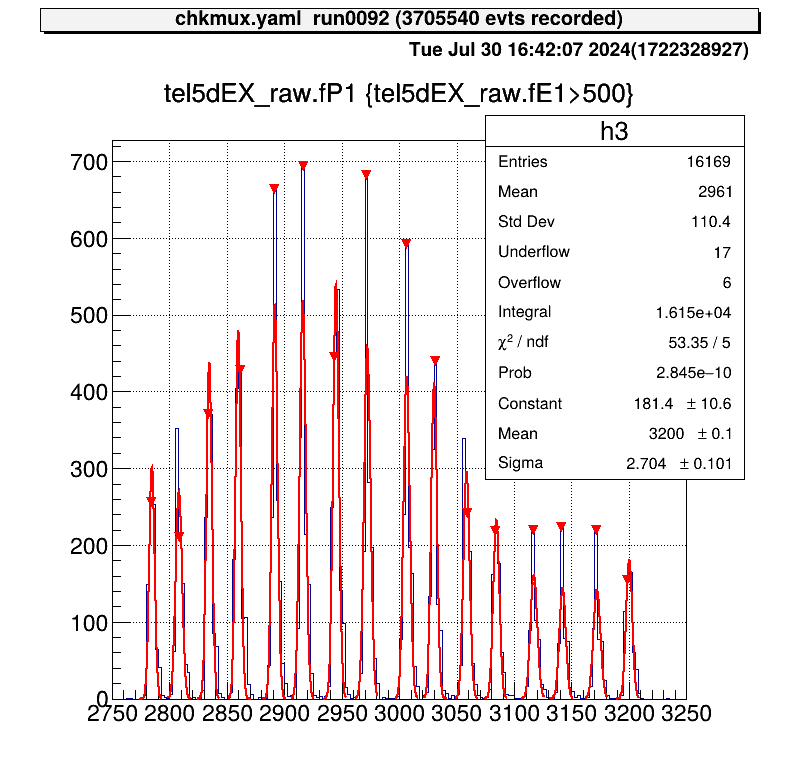 chkmux.yaml run0092 (3705540 evts recorded)
Tue Jul 30 16:42:07 2024(1722328927)
tel5dEX_raw.fP1 {tel5dEX_raw.fE1>500}
h3
Entries 16169
Mean 2961
Std Dev 110.4
Underflow 17
Overflow 6
Integral 1.615e+04
χ² / ndf 53.35 / 5
Prob 2.845e–10
Constant 181.4 ± 10.6
Mean 3200 ± 0.1
Sigma 2.704 ± 0.101
700
600
500
400
300
200
100
0
2750 2800 2850 2900 2950 3000 3050 3100 3150 3200 3250